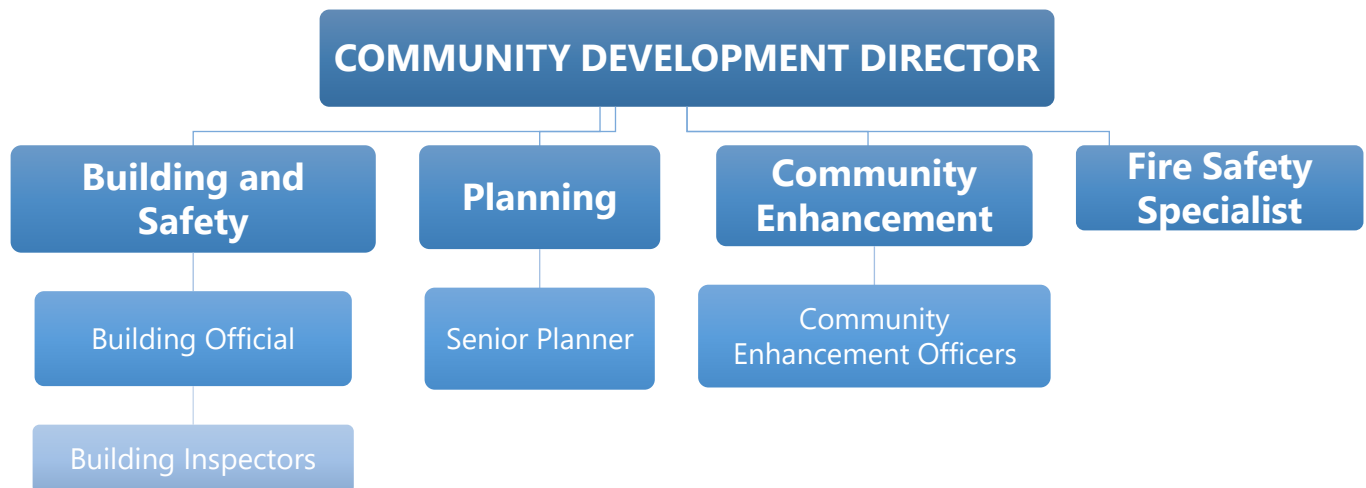 COMMUNITY DEVELOPMENT DIRECTOR
Building and
Safety
Planning
Community
Enhancement
Fire Safety
Specialist
Building Official
Senior Planner
Community
Enhancement Officers
Building Inspectors